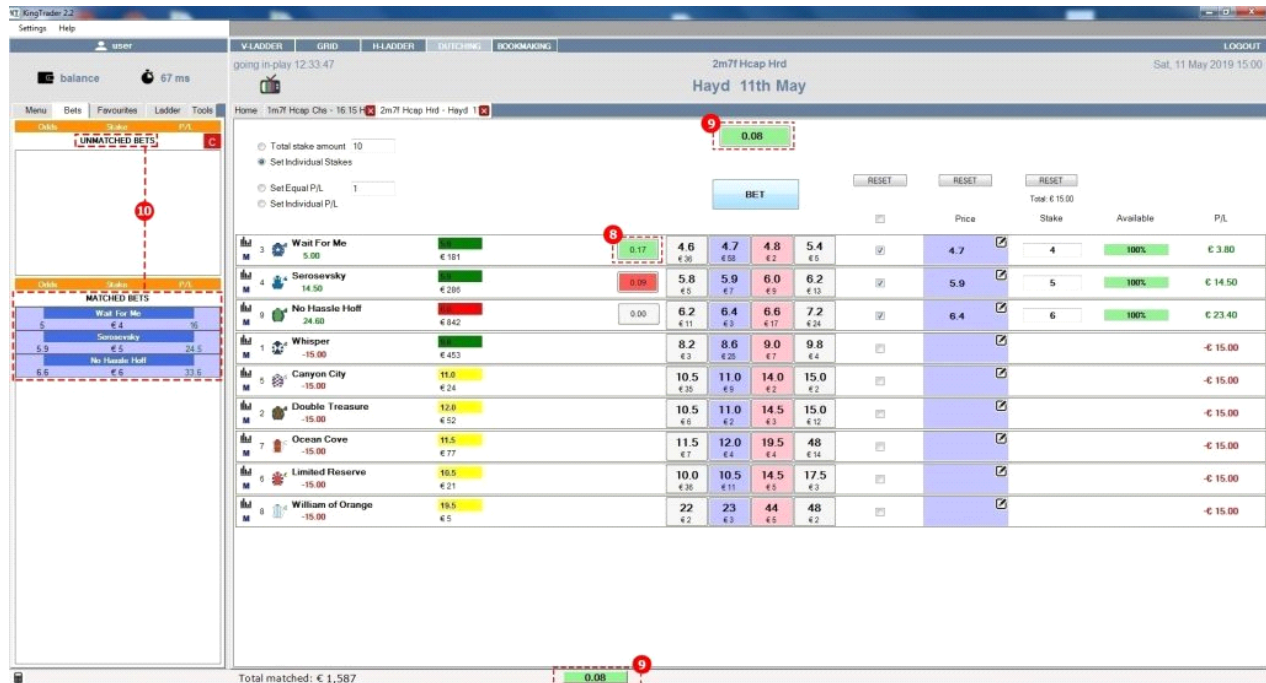 KingTrader 2.2
Settings Help
user
V-LADDER GRID H-LADDER DUTCHING BOOKMAKING LOGOUT
balance 67 ms
going in-play 12:33:47
2m7f Hcap Hrd
Hayd 11th May
Sat, 11 May 2019 15:00
Menu Bets Favourites Ladder Tools
Home 1m7f Hcap Chs - 16:15 H 2m7f Hcap Hrd - Hayd 1
Odds Stake P/L
UNMATCHED BETS C
10
Odds Stake P/L
MATCHED BETS
Wait For Me
5 € 4 16
Serosevsky
5.9 € 5 24.5
No Hassle Hoff
6.6 € 6 33.6
9
0.08
Total stake amount 10
Set Individual Stakes
Set Equal P/L 1
Set Individual P/L
BET
RESET RESET RESET
Total: € 15.00
Price Stake Available P/L
8
M 3 Wait For Me 5.00 € 181 0.17 4.6 € 36 4.7 € 58 4.8 € 2 5.4 € 5 4.7 4 100% € 3.80
M 4 Serosevsky 14.50 € 286 0.09 5.8 € 5 5.9 € 7 6.0 € 9 6.2 € 13 5.9 5 100% € 14.50
M 9 No Hassle Hoff 24.60 € 842 0.00 6.2 € 11 6.4 € 3 6.6 € 17 7.2 € 24 6.4 6 100% € 23.40
M 1 Whisper -15.00 € 453 8.2 € 3 8.6 € 25 9.0 € 7 9.8 € 4 -€ 15.00
M 5 Canyon City -15.00 11.0 € 24 10.5 € 35 11.0 € 9 14.0 € 2 15.0 € 2 -€ 15.00
M 2 Double Treasure -15.00 12.0 € 52 10.5 € 6 11.0 € 2 14.5 € 3 15.0 € 12 -€ 15.00
M 7 Ocean Cove -15.00 11.5 € 77 11.5 € 7 12.0 € 4 19.5 € 4 48 € 14 -€ 15.00
M 6 Limited Reserve -15.00 10.5 € 21 10.0 € 36 10.5 € 11 14.5 € 5 17.5 € 3 -€ 15.00
M 8 William of Orange -15.00 19.5 € 5 22 € 2 23 € 3 44 € 5 48 € 2 -€ 15.00
Total matched: € 1,587 0.08 9